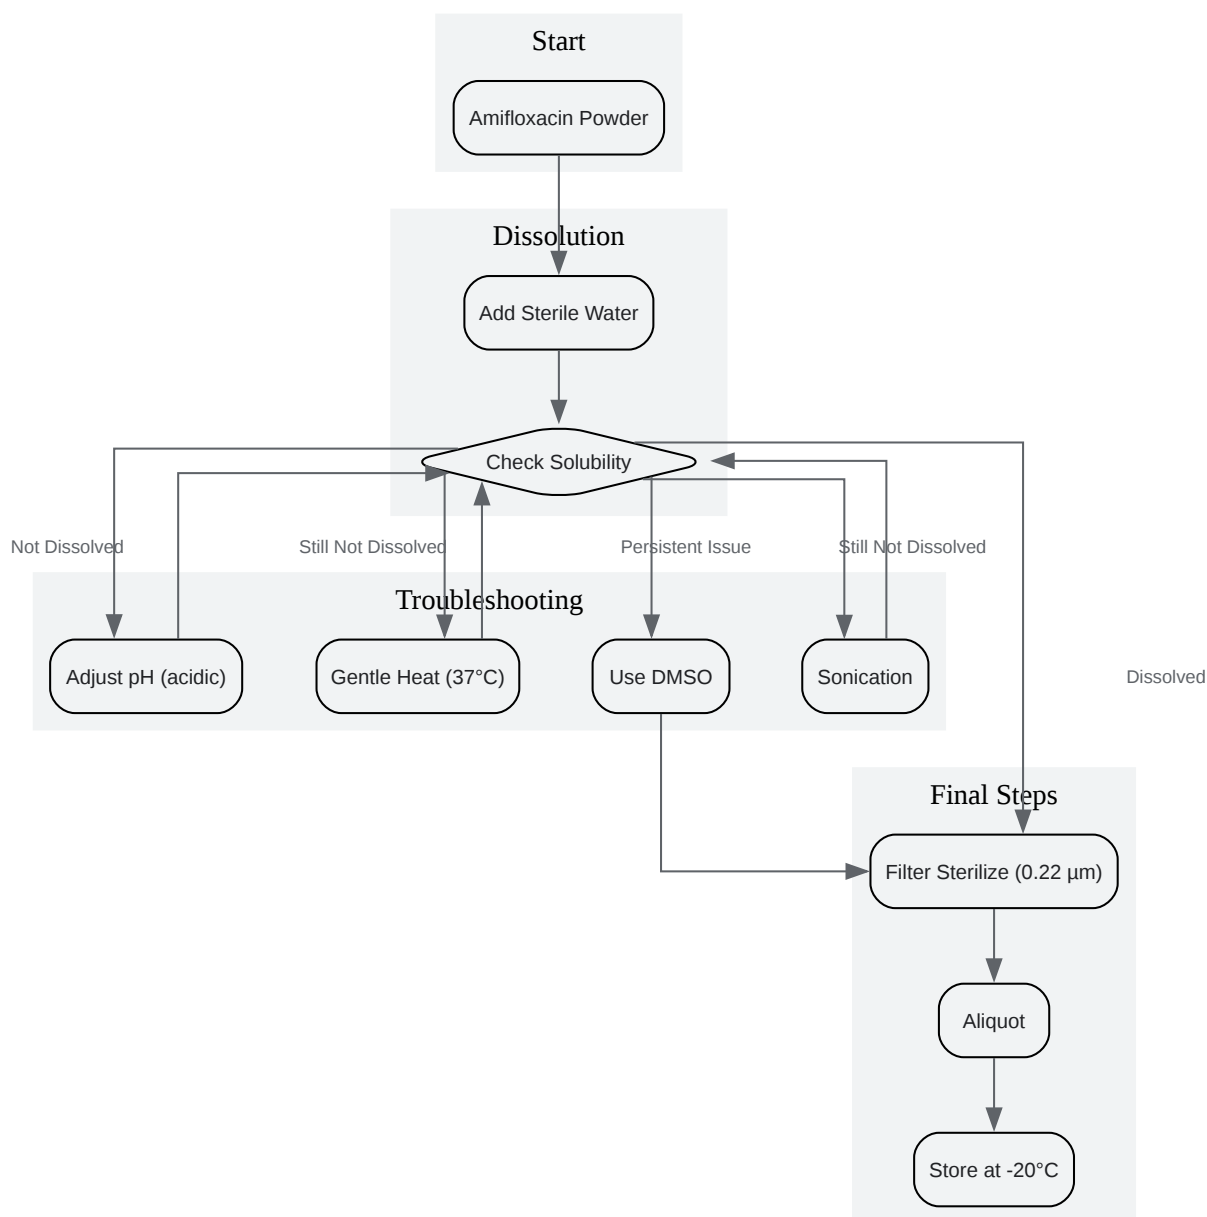 Start
Amifloxacin Powder
Dissolution
Add Sterile Water
Check Solubility
Not Dissolved
Still Not Dissolved
Persistent Issue
Still Not Dissolved
Troubleshooting
Adjust pH (acidic)
Gentle Heat (37°C)
Use DMSO
Sonication
Dissolved
Final Steps
Filter Sterilize (0.22 µm)
Aliquot
Store at -20°C